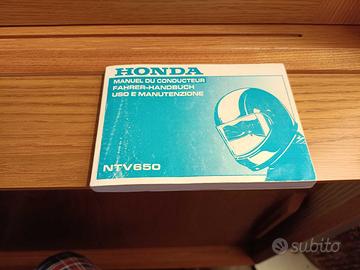 HONDA
MANUEL DU CONDUCTEUR
FAHRER-HANDBUCH
USO E MANUTENZIONE
NTV650
subito